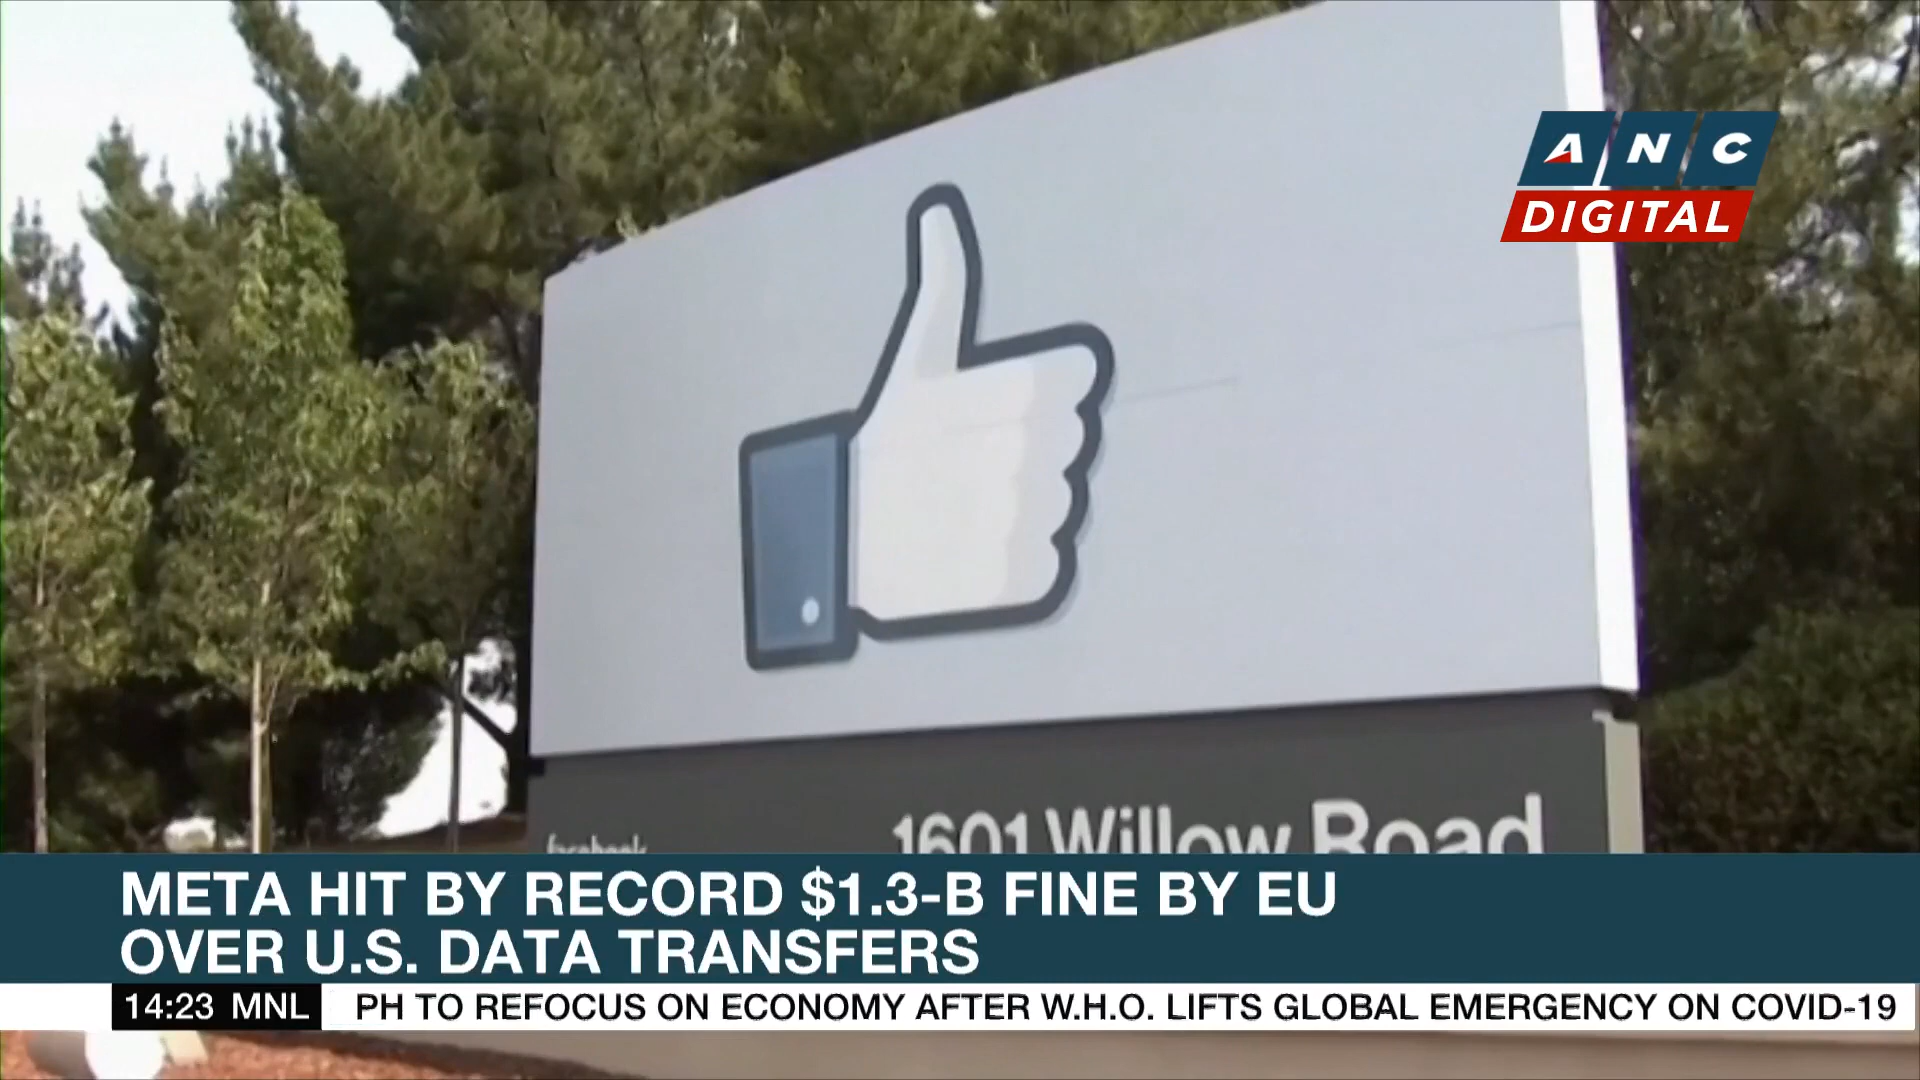 ANC
DIGITAL
facebook
1601 Willow Road
META HIT BY RECORD $1.3-B FINE BY EU
OVER U.S. DATA TRANSFERS
14:23 MNL PH TO REFOCUS ON ECONOMY AFTER W.H.O. LIFTS GLOBAL EMERGENCY ON COVID-19